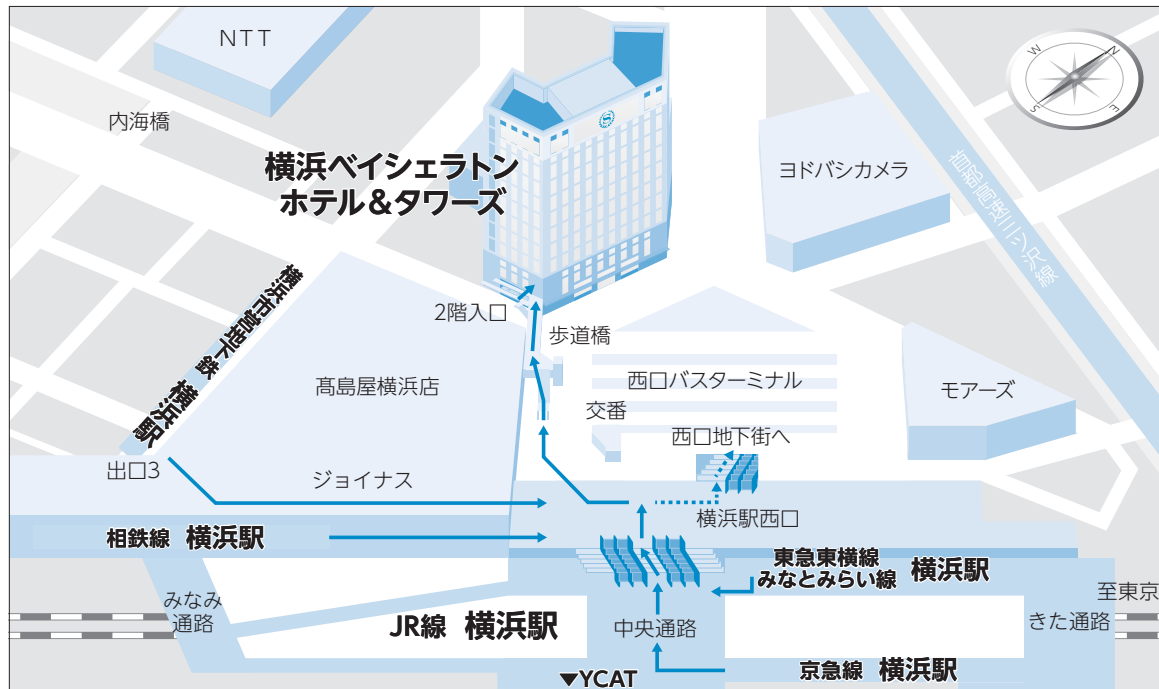 NTT
W
N
S
E
内海橋
横浜ベイシェラトン
ホテル&タワーズ
S
ヨドバシカメラ
首都高速三ツ沢線
横浜市営地下鉄 横浜駅
2階入口
歩道橋
髙島屋横浜店
西口バスターミナル
モアーズ
交番
西口地下街へ
出口3
ジョイナス
横浜駅西口
相鉄線 横浜駅
東急東横線
みなとみらい線 横浜駅
みなみ
通路
至東京
JR線 横浜駅
中央通路
きた通路
京急線 横浜駅
▼YCAT